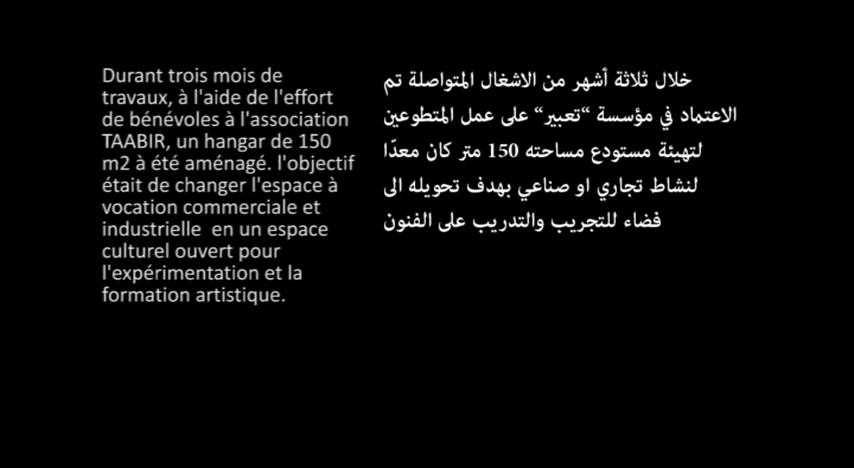 Durant trois mois de
travaux, à l'aide de l'effort
de bénévoles à l'association
TAABIR, un hangar de 150
m2 à été aménagé. l'objectif
était de changer l'espace à
vocation commerciale et
industrielle  en un espace
culturel ouvert pour
l'expérimentation et la
formation artistique.
خلال ثلاثة أشهر من الاشغال المتواصلة تم
الاعتماد في مؤسسة “تعبير“ على عمل المتطوعين
لتهيئة مستودع مساحته 150 متر كان معدّا
لنشاط تجاري او صناعي بهدف تحويله الى
فضاء للتجريب والتدريب على الفنون